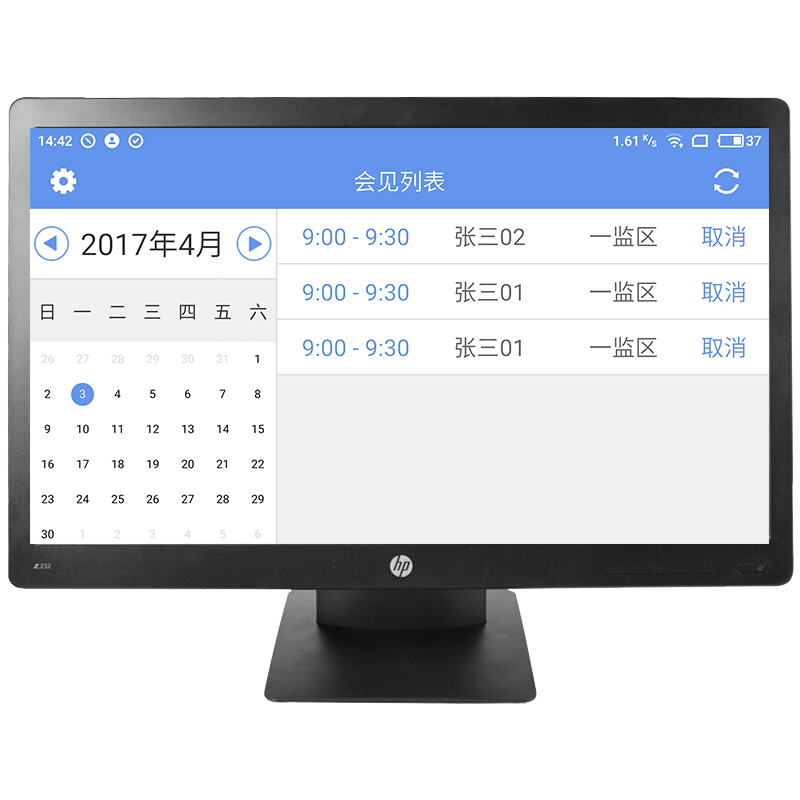 14:42 1.61 K/s 37
会见列表
2017年4月
日 一 二 三 四 五 六
26 27 28 29 30 31 1
2 3 4 5 6 7 8
9 10 11 12 13 14 15
16 17 18 19 20 21 22
23 24 25 26 27 28 29
30 1 2 3 4 5 6
9:00 - 9:30 张三02 一监区 取消
9:00 - 9:30 张三01 一监区 取消
9:00 - 9:30 张三01 一监区 取消
Z232
hp